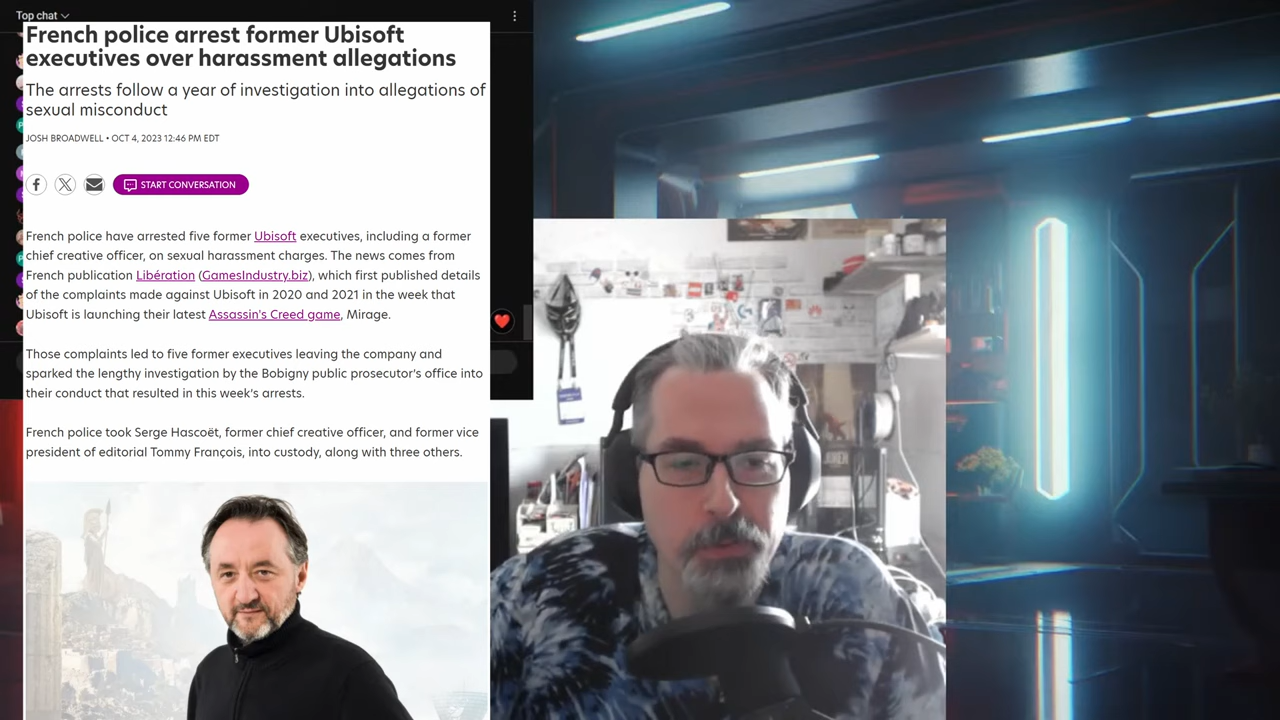 Top chat
French police arrest former Ubisoft
executives over harassment allegations
The arrests follow a year of investigation into allegations of
sexual misconduct
JOSH BROADWELL • OCT 4, 2023 12:46 PM EDT
START CONVERSATION
French police have arrested five former Ubisoft executives, including a former
chief creative officer, on sexual harassment charges. The news comes from
French publication Libération (GamesIndustry.biz), which first published details
of the complaints made against Ubisoft in 2020 and 2021 in the week that
Ubisoft is launching their latest Assassin's Creed game, Mirage.
Those complaints led to five former executives leaving the company and
sparked the lengthy investigation by the Bobigny public prosecutor's office into
their conduct that resulted in this week's arrests.
French police took Serge Hascoët, former chief creative officer, and former vice
president of editorial Tommy François, into custody, along with three others.